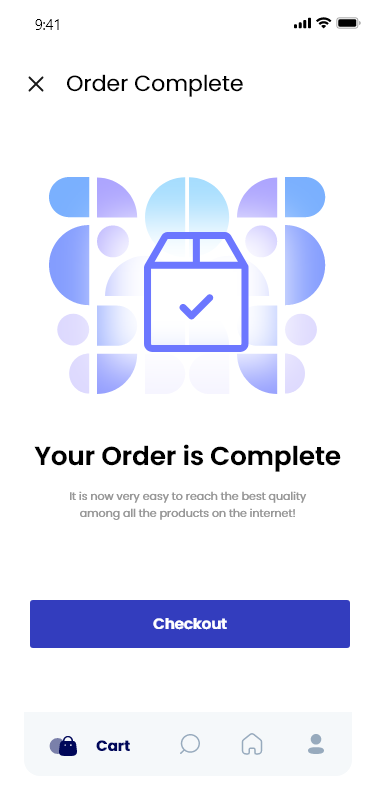 9:41
Order Complete
Your Order is Complete
It is now very easy to reach the best quality
among all the products on the internet!
Checkout
Cart